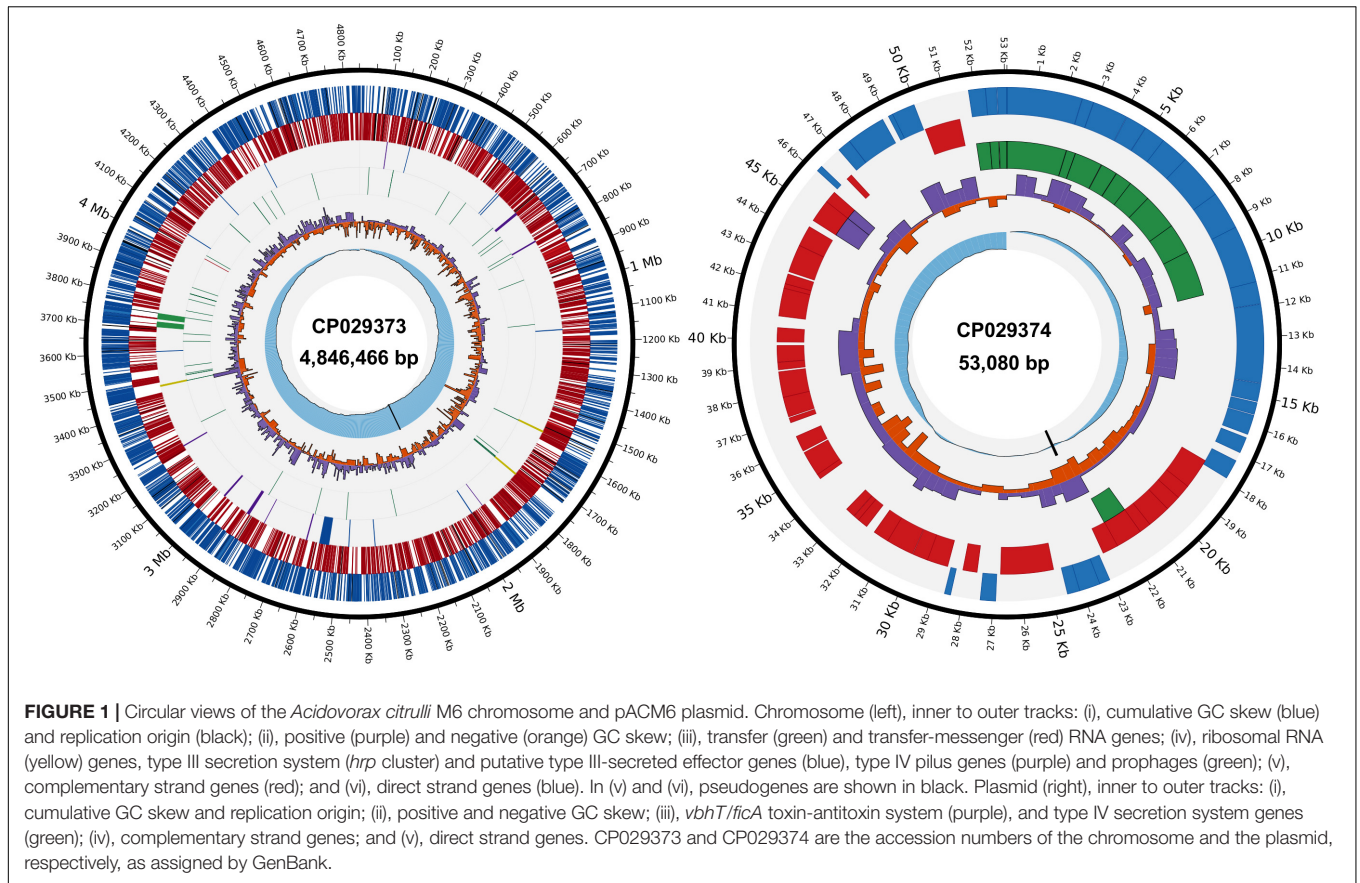 100 Kb
200 Kb
300 Kb
400 Kb
500 Kb
600 Kb
700 Kb
800 Kb
900 Kb
1 Mb
1100 Kb
1200 Kb
1300 Kb
1400 Kb
1500 Kb
1600 Kb
1700 Kb
1800 Kb
1900 Kb
2 Mb
2100 Kb
2200 Kb
2300 Kb
2400 Kb
2500 Kb
2600 Kb
2700 Kb
2800 Kb
2900 Kb
3 Mb
3100 Kb
3200 Kb
3300 Kb
3400 Kb
3500 Kb
3600 Kb
3700 Kb
3800 Kb
3900 Kb
4 Mb
4100 Kb
4200 Kb
4300 Kb
4400 Kb
4500 Kb
4600 Kb
4700 Kb
4800 Kb
CP029373
4,846,466 bp
1 Kb
2 Kb
3 Kb
4 Kb
5 Kb
6 Kb
7 Kb
8 Kb
9 Kb
10 Kb
11 Kb
12 Kb
13 Kb
14 Kb
15 Kb
16 Kb
17 Kb
18 Kb
19 Kb
20 Kb
21 Kb
22 Kb
23 Kb
24 Kb
25 Kb
26 Kb
27 Kb
28 Kb
29 Kb
30 Kb
31 Kb
32 Kb
33 Kb
34 Kb
35 Kb
36 Kb
37 Kb
38 Kb
39 Kb
40 Kb
41 Kb
42 Kb
43 Kb
44 Kb
45 Kb
46 Kb
47 Kb
48 Kb
49 Kb
50 Kb
51 Kb
52 Kb
53 Kb
CP029374
53,080 bp
FIGURE 1 | Circular views of the Acidovorax citrulli M6 chromosome and pACM6 plasmid. Chromosome (left), inner to outer tracks: (i), cumulative GC skew (blue)
and replication origin (black); (ii), positive (purple) and negative (orange) GC skew; (iii), transfer (green) and transfer-messenger (red) RNA genes; (iv), ribosomal RNA
(yellow) genes, type III secretion system (hrp cluster) and putative type III-secreted effector genes (blue), type IV pilus genes (purple) and prophages (green); (v),
complementary strand genes (red); and (vi), direct strand genes (blue). In (v) and (vi), pseudogenes are shown in black. Plasmid (right), inner to outer tracks: (i),
cumulative GC skew and replication origin; (ii), positive and negative GC skew; (iii), vbhT/ficA toxin-antitoxin system (purple), and type IV secretion system genes
(green); (iv), complementary strand genes; and (v), direct strand genes. CP029373 and CP029374 are the accession numbers of the chromosome and the plasmid,
respectively, as assigned by GenBank.